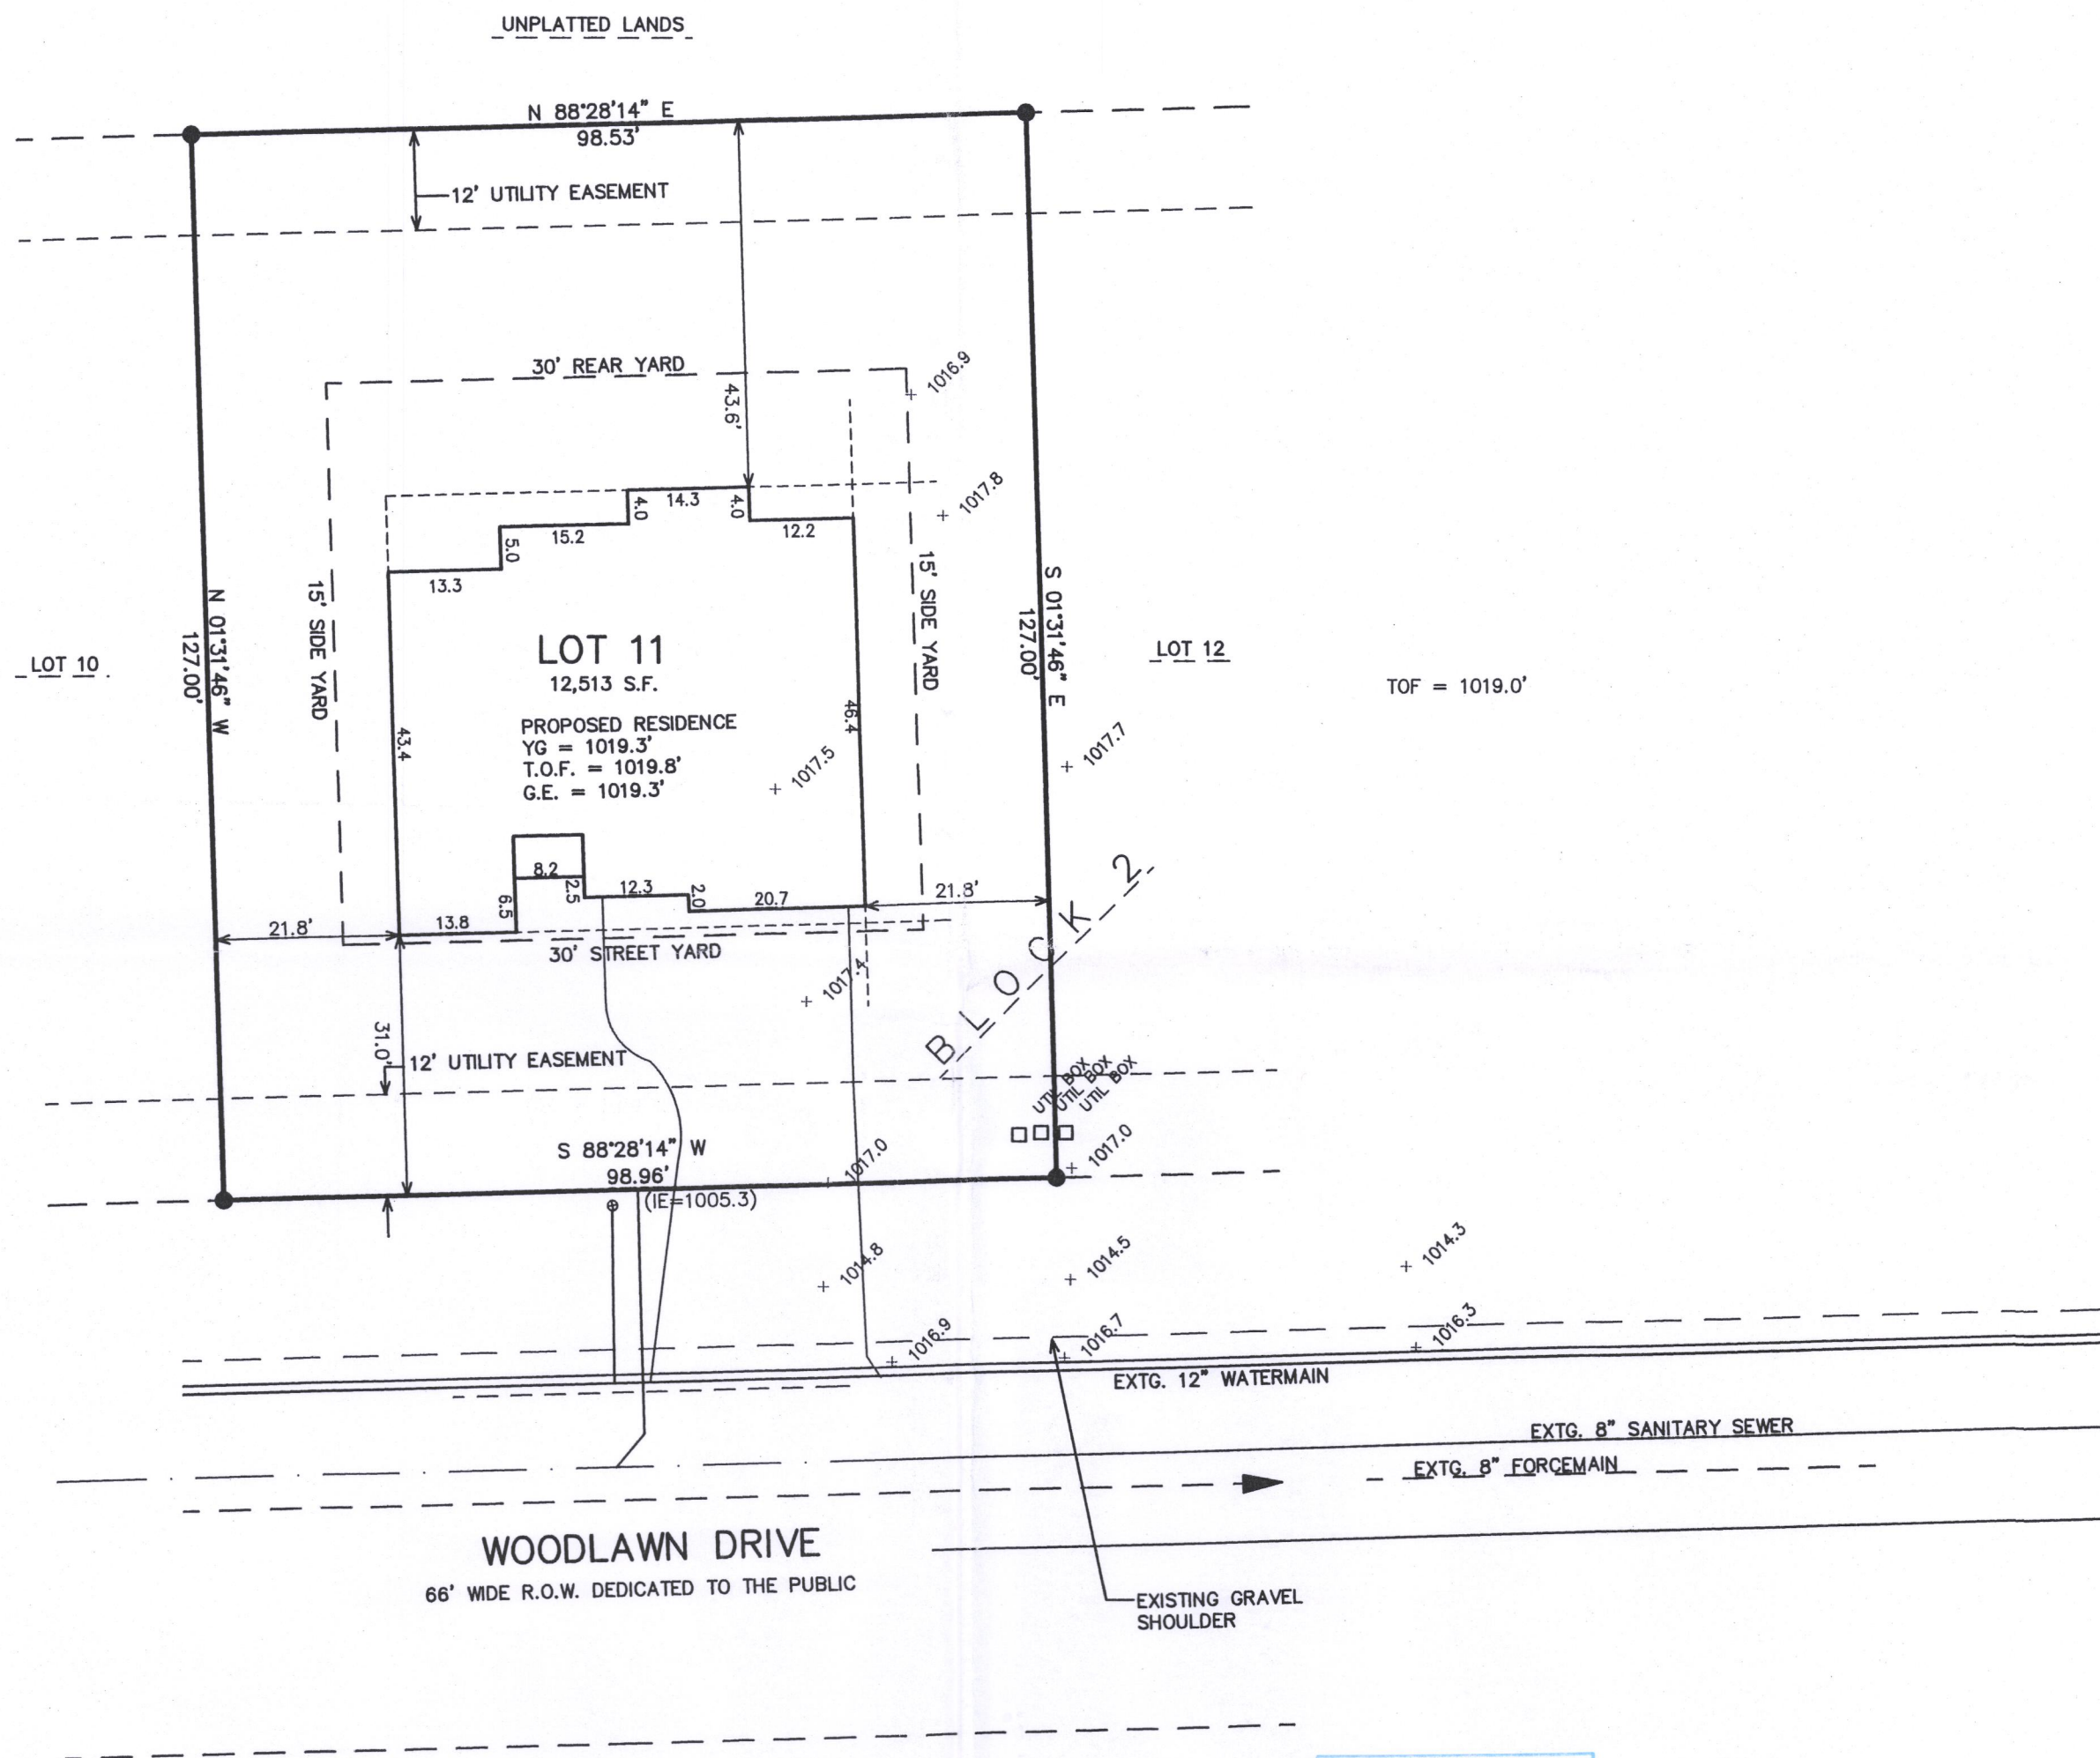 UNPLATTED LANDS
N 88°28'14" E
98.53'
12' UTILITY EASEMENT
30' REAR YARD
1016.9
43.6'
1017.8
14.3
4.0
4.0
15.2
12.2
5.0
13.3
15' SIDE YARD
15' SIDE YARD
N 01°31'46" W
127.00'
S 01°31'46" E
127.00'
LOT 11
12,513 S.F.
LOT 10
LOT 12
TOF = 1019.0'
PROPOSED RESIDENCE
YG = 1019.3'
T.O.F. = 1019.8'
G.E. = 1019.3'
43.4
46.4
1017.5
1017.7
8.2
2.5
12.3
2.0
20.7
6.5
13.8
21.8'
21.8'
30' STREET YARD
BLOCK 2
1017.4
31.0'
12' UTILITY EASEMENT
UTIL BOX
UTIL BOX
UTIL BOX
S 88°28'14" W
98.96'
(IE=1005.3)
1017.0
1017.0
1014.8
1014.5
1014.3
1016.9
1016.7
1016.3
EXTG. 12" WATERMAIN
EXTG. 8" SANITARY SEWER
EXTG. 8" FORCEMAIN
WOODLAWN DRIVE
66' WIDE R.O.W. DEDICATED TO THE PUBLIC
EXISTING GRAVEL
SHOULDER